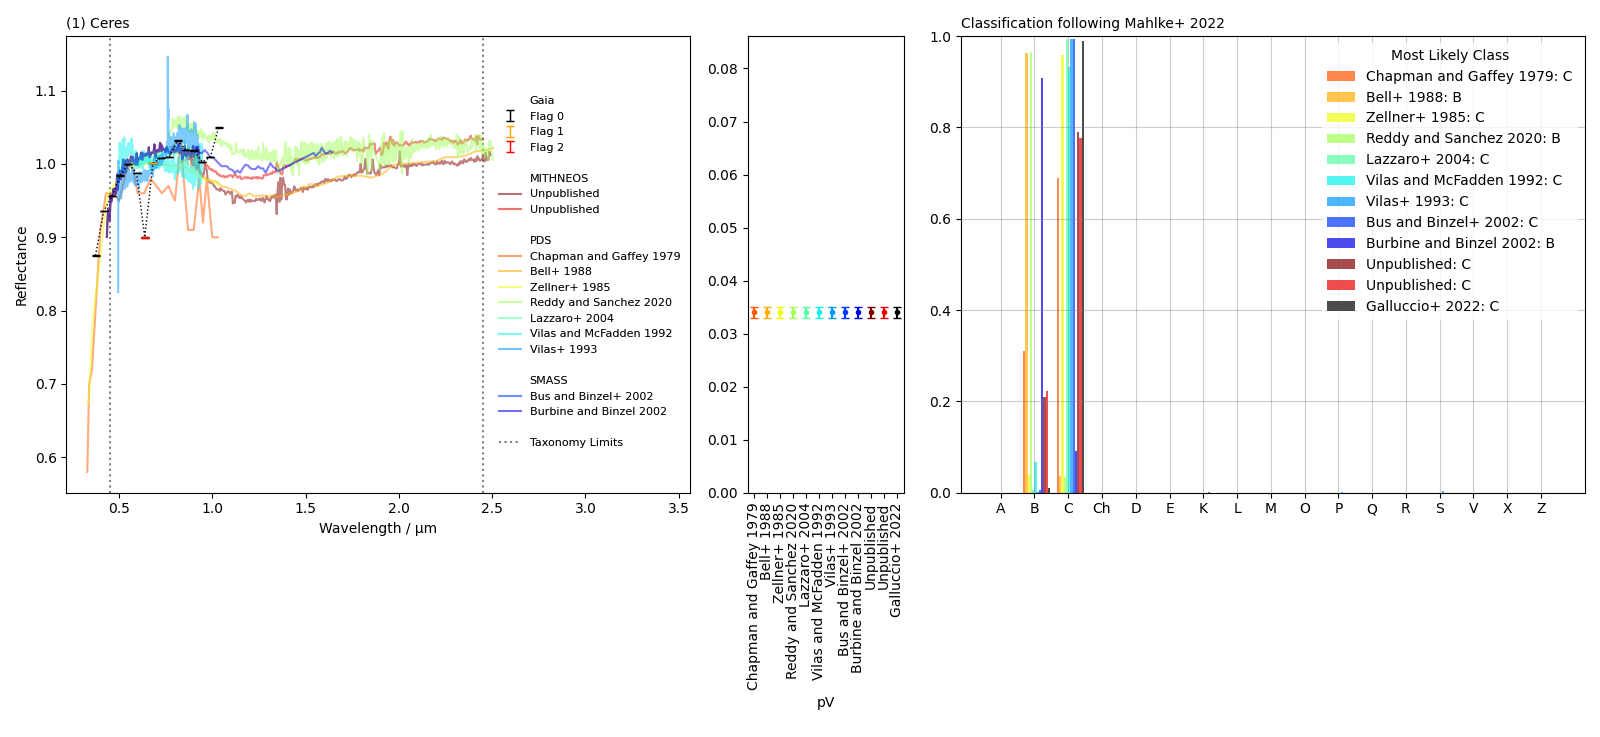 (1) Ceres
1.1
1.0
0.9
0.8
0.7
0.6
Reflectance
0.5
1.0
1.5
2.0
2.5
3.0
3.5
Wavelength / μm
Gaia
Flag 0
Flag 1
Flag 2
MITHNEOS
Unpublished
Unpublished
PDS
Chapman and Gaffey 1979
Bell+ 1988
Zellner+ 1985
Reddy and Sanchez 2020
Lazzaro+ 2004
Vilas and McFadden 1992
Vilas+ 1993
SMASS
Bus and Binzel+ 2002
Burbine and Binzel 2002
Taxonomy Limits
0.08
0.07
0.06
0.05
0.04
0.03
0.02
0.01
0.00
Chapman and Gaffey 1979
Bell+ 1988
Zellner+ 1985
Reddy and Sanchez 2020
Lazzaro+ 2004
Vilas and McFadden 1992
Vilas+ 1993
Bus and Binzel+ 2002
Burbine and Binzel 2002
Unpublished
Unpublished
Galluccio+ 2022
pV
Classification following Mahlke+ 2022
1.0
0.8
0.6
0.4
0.2
0.0
A
B
C
Ch
D
E
K
L
M
O
P
Q
R
S
V
X
Z
Most Likely Class
Chapman and Gaffey 1979: C
Bell+ 1988: B
Zellner+ 1985: C
Reddy and Sanchez 2020: B
Lazzaro+ 2004: C
Vilas and McFadden 1992: C
Vilas+ 1993: C
Bus and Binzel+ 2002: C
Burbine and Binzel 2002: B
Unpublished: C
Unpublished: C
Galluccio+ 2022: C